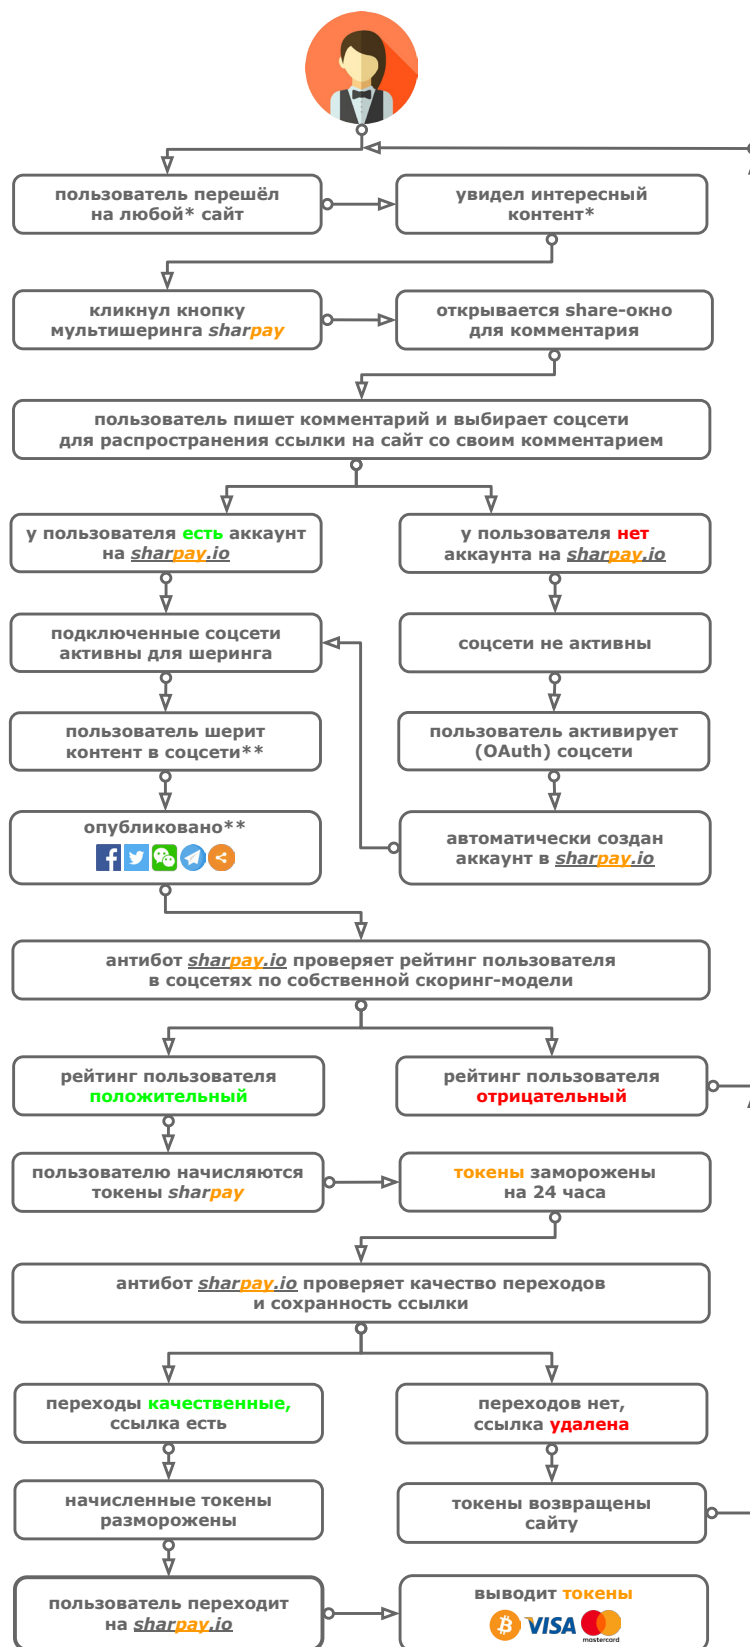 пользователь перешёл
на любой* сайт
увидел интересный
контент*
кликнул кнопку
мультишеринга sharpay
открывается share-окно
для комментария
пользователь пишет комментарий и выбирает соцсети
для распространения ссылки на сайт со своим комментарием
у пользователя есть аккаунт
на sharpay.io
у пользователя нет
аккаунта на sharpay.io
подключенные соцсети
активны для шеринга
соцсети не активны
пользователь шерит
контент в соцсети**
пользователь активирует
(OAuth) соцсети
опубликовано**
автоматически создан
аккаунт в sharpay.io
антибот sharpay.io проверяет рейтинг пользователя
в соцсетях по собственной скоринг-модели
рейтинг пользователя
положительный
рейтинг пользователя
отрицательный
пользователю начисляются
токены sharpay
токены заморожены
на 24 часа
антибот sharpay.io проверяет качество переходов
и сохранность ссылки
переходы качественные,
ссылка есть
переходов нет,
ссылка удалена
начисленные токены
разморожены
токены возвращены
сайту
пользователь переходит
на sharpay.io
выводит токены
VISA
mastercard